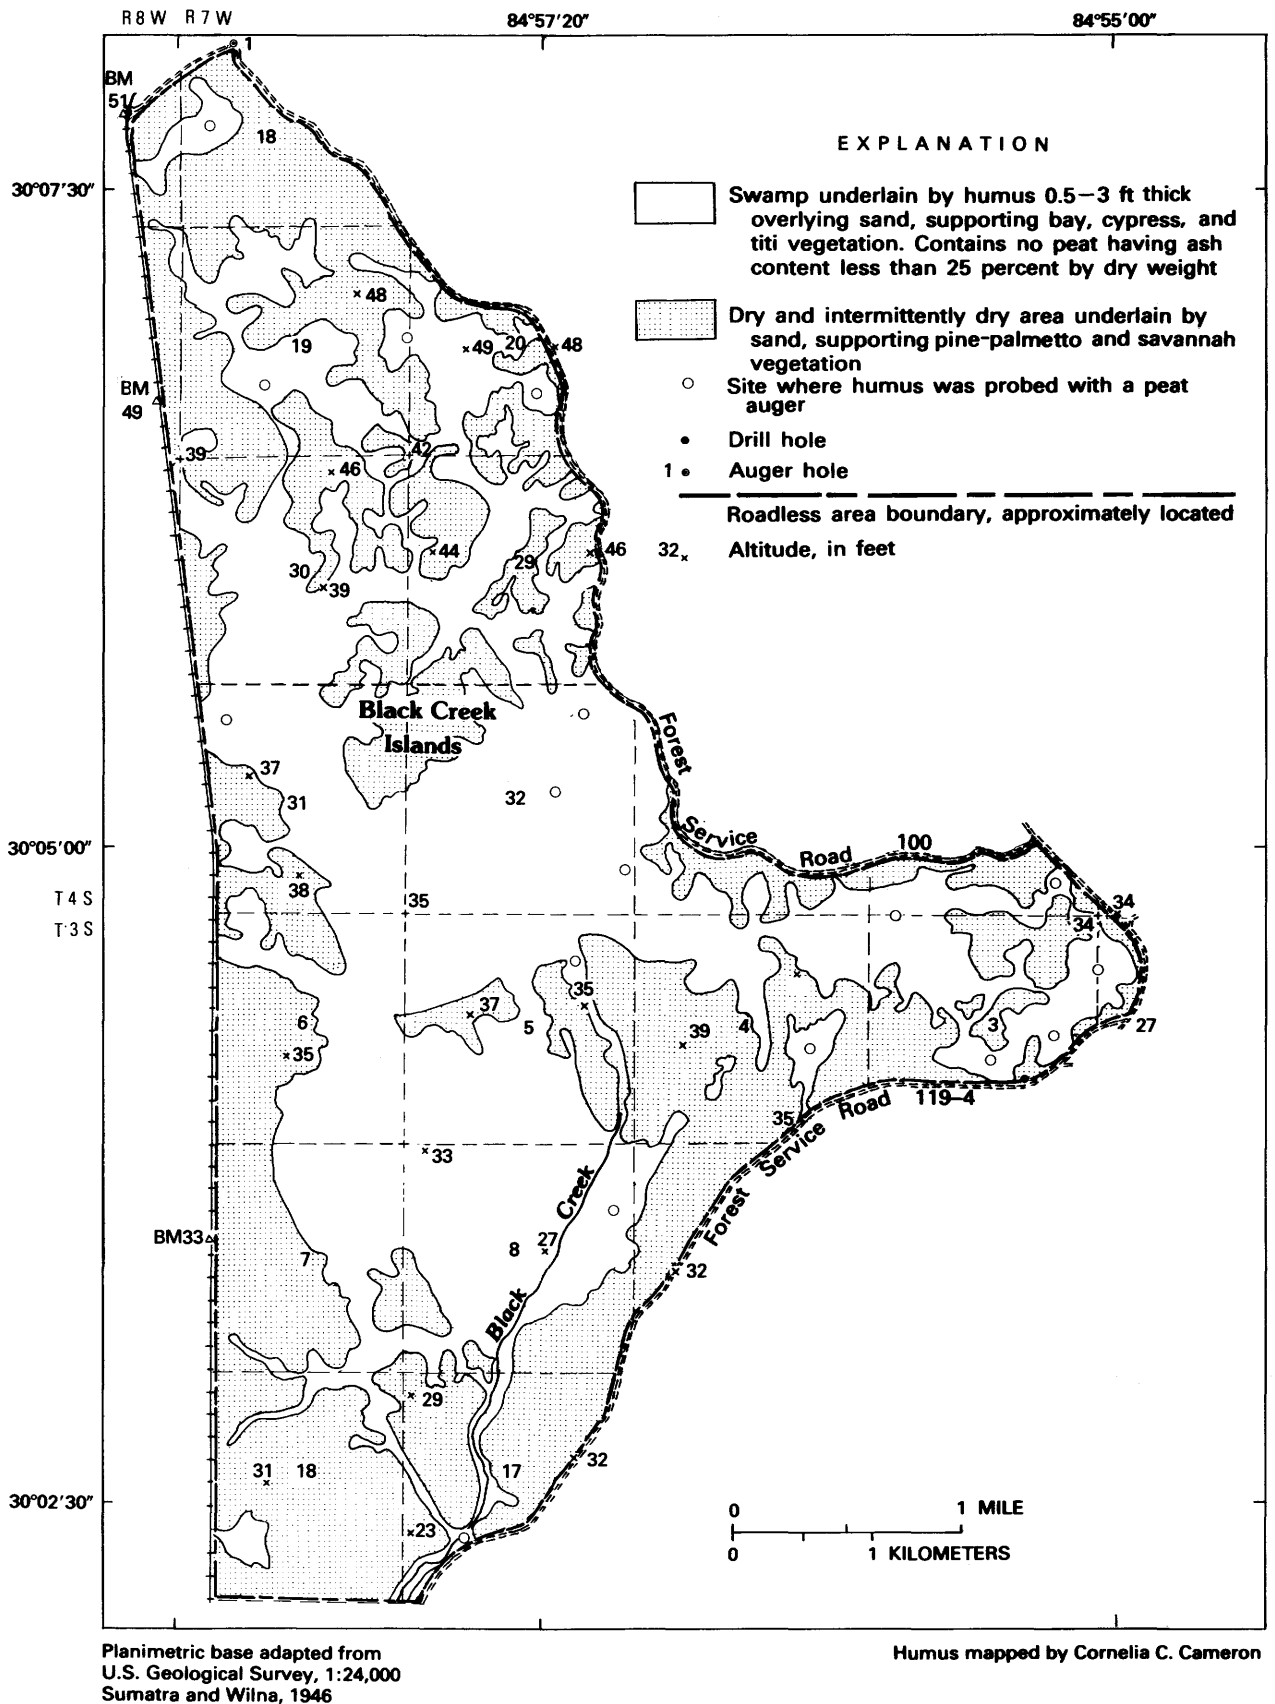 R 8 W R 7 W
84°57'20"
84°55'00"
1
BM
51
18
EXPLANATION
30°07'30"
Swamp underlain by humus 0.5–3 ft thick
overlying sand, supporting bay, cypress, and
titi vegetation. Contains no peat having ash
content less than 25 percent by dry weight
Dry and intermittently dry area underlain by
sand, supporting pine-palmetto and savannah
vegetation
Site where humus was probed with a peat
auger
Drill hole
1 Auger hole
Roadless area boundary, approximately located
32 Altitude, in feet
48
19
49 20 48
BM
49
39
42
46
44
29
46
30
39
Black Creek
Islands
Forest
37
31
32
Service
Road
100
30°05'00"
38
35
34
34
T 4 S
T 3 S
37
35
5
6
39
4
3
27
35
35
Road 119–4
Service
Forest
33
Creek
BM33
27
8
7
32
Black
29
32
31 18
17
30°02'30"
23
0 1 MILE
0 1 KILOMETERS
Planimetric base adapted from
U.S. Geological Survey, 1:24,000
Sumatra and Wilna, 1946
Humus mapped by Cornelia C. Cameron